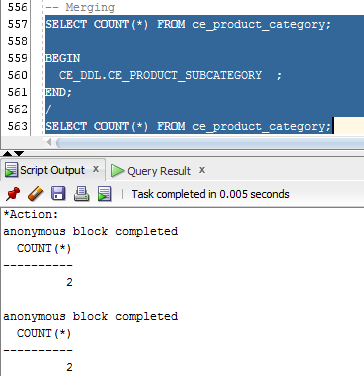 556
-- Merging
557
SELECT COUNT(*) FROM ce_product_category;
558
559
BEGIN
560
CE_DDL.CE_PRODUCT_SUBCATEGORY ;
561
END;
562
/
563
SELECT COUNT(*) FROM ce_product_category;
Script Output x
Query Result x
Task completed in 0.005 seconds
*Action:
anonymous block completed
COUNT(*)
----------
2
anonymous block completed
COUNT(*)
----------
2